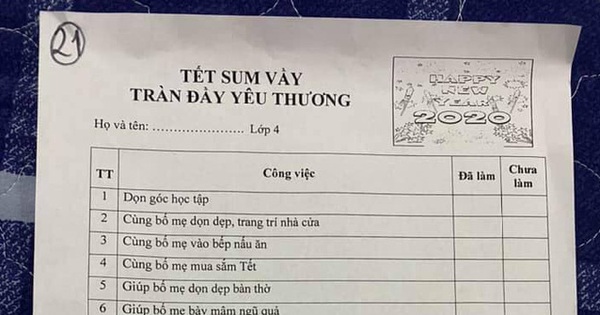 21
TẾT SUM VẦY
TRÀN ĐẦY YÊU THƯƠNG
HAPPY
NEW
YEAR
2020
Họ và tên: ........................ Lớp 4
TT Công việc Đã làm Chưa làm
1 Dọn góc học tập
2 Cùng bố mẹ dọn dẹp, trang trí nhà cửa
3 Cùng bố mẹ vào bếp nấu ăn
4 Cùng bố mẹ mua sắm Tết
5 Giúp bố mẹ dọn dẹp bàn thờ
6 Giúp bố mẹ bày mâm ngũ quả